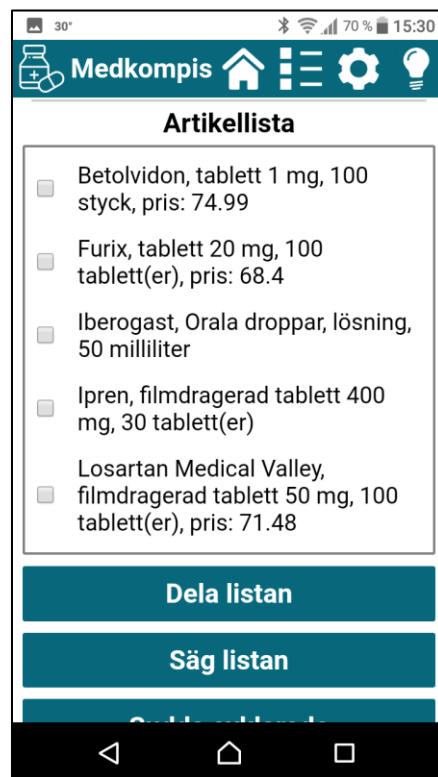 30° 70 % 15:30
Medkompis
Artikellista
Betolvidon, tablett 1 mg, 100
styck, pris: 74.99
Furix, tablett 20 mg, 100
tablett(er), pris: 68.4
Iberogast, Orala droppar, lösning,
50 milliliter
Ipren, filmdragerad tablett 400
mg, 30 tablett(er)
Losartan Medical Valley,
filmdragerad tablett 50 mg, 100
tablett(er), pris: 71.48
Dela listan
Säg listan